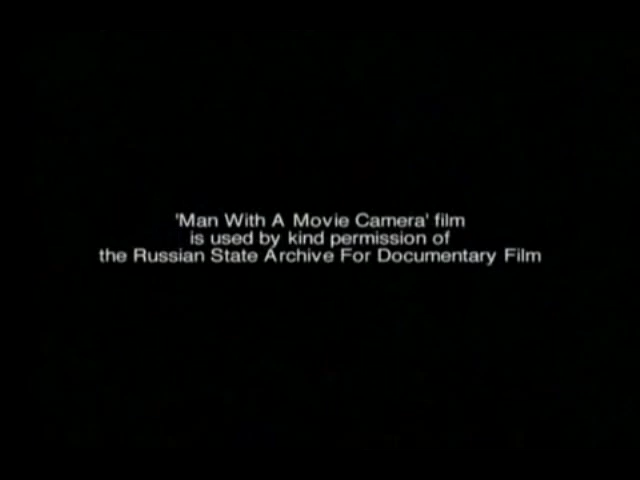 'Man With A Movie Camera' film
is used by kind permission of
the Russian State Archive For Documentary Film